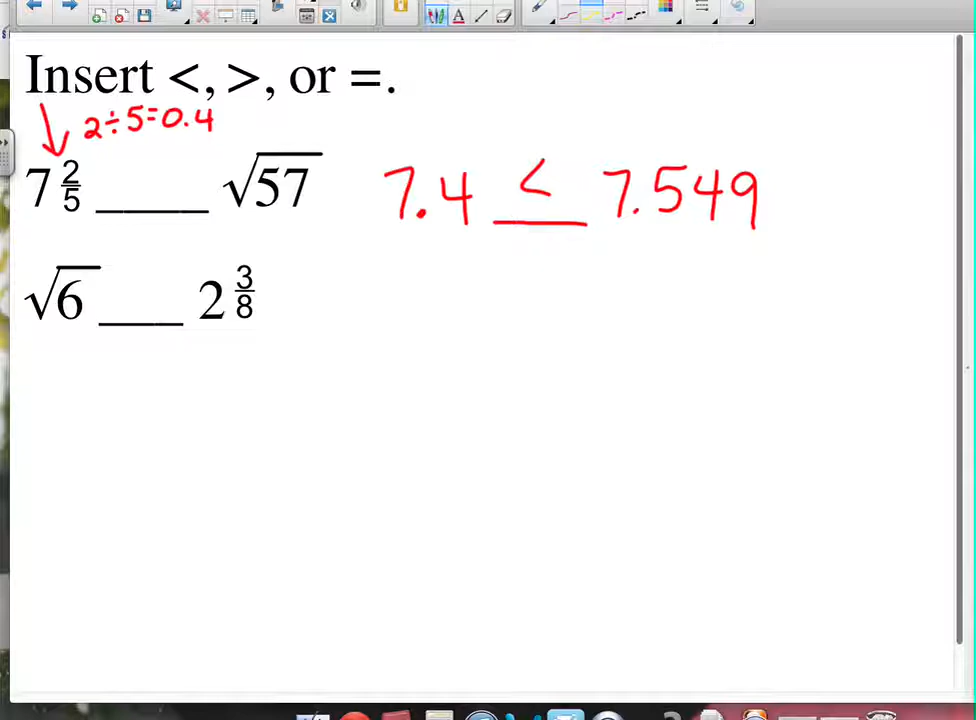 Insert <, >, or =.
2÷5=0.4
7 2/5 ____ √57 7.4 < 7.549
√6 ___ 2 3/8